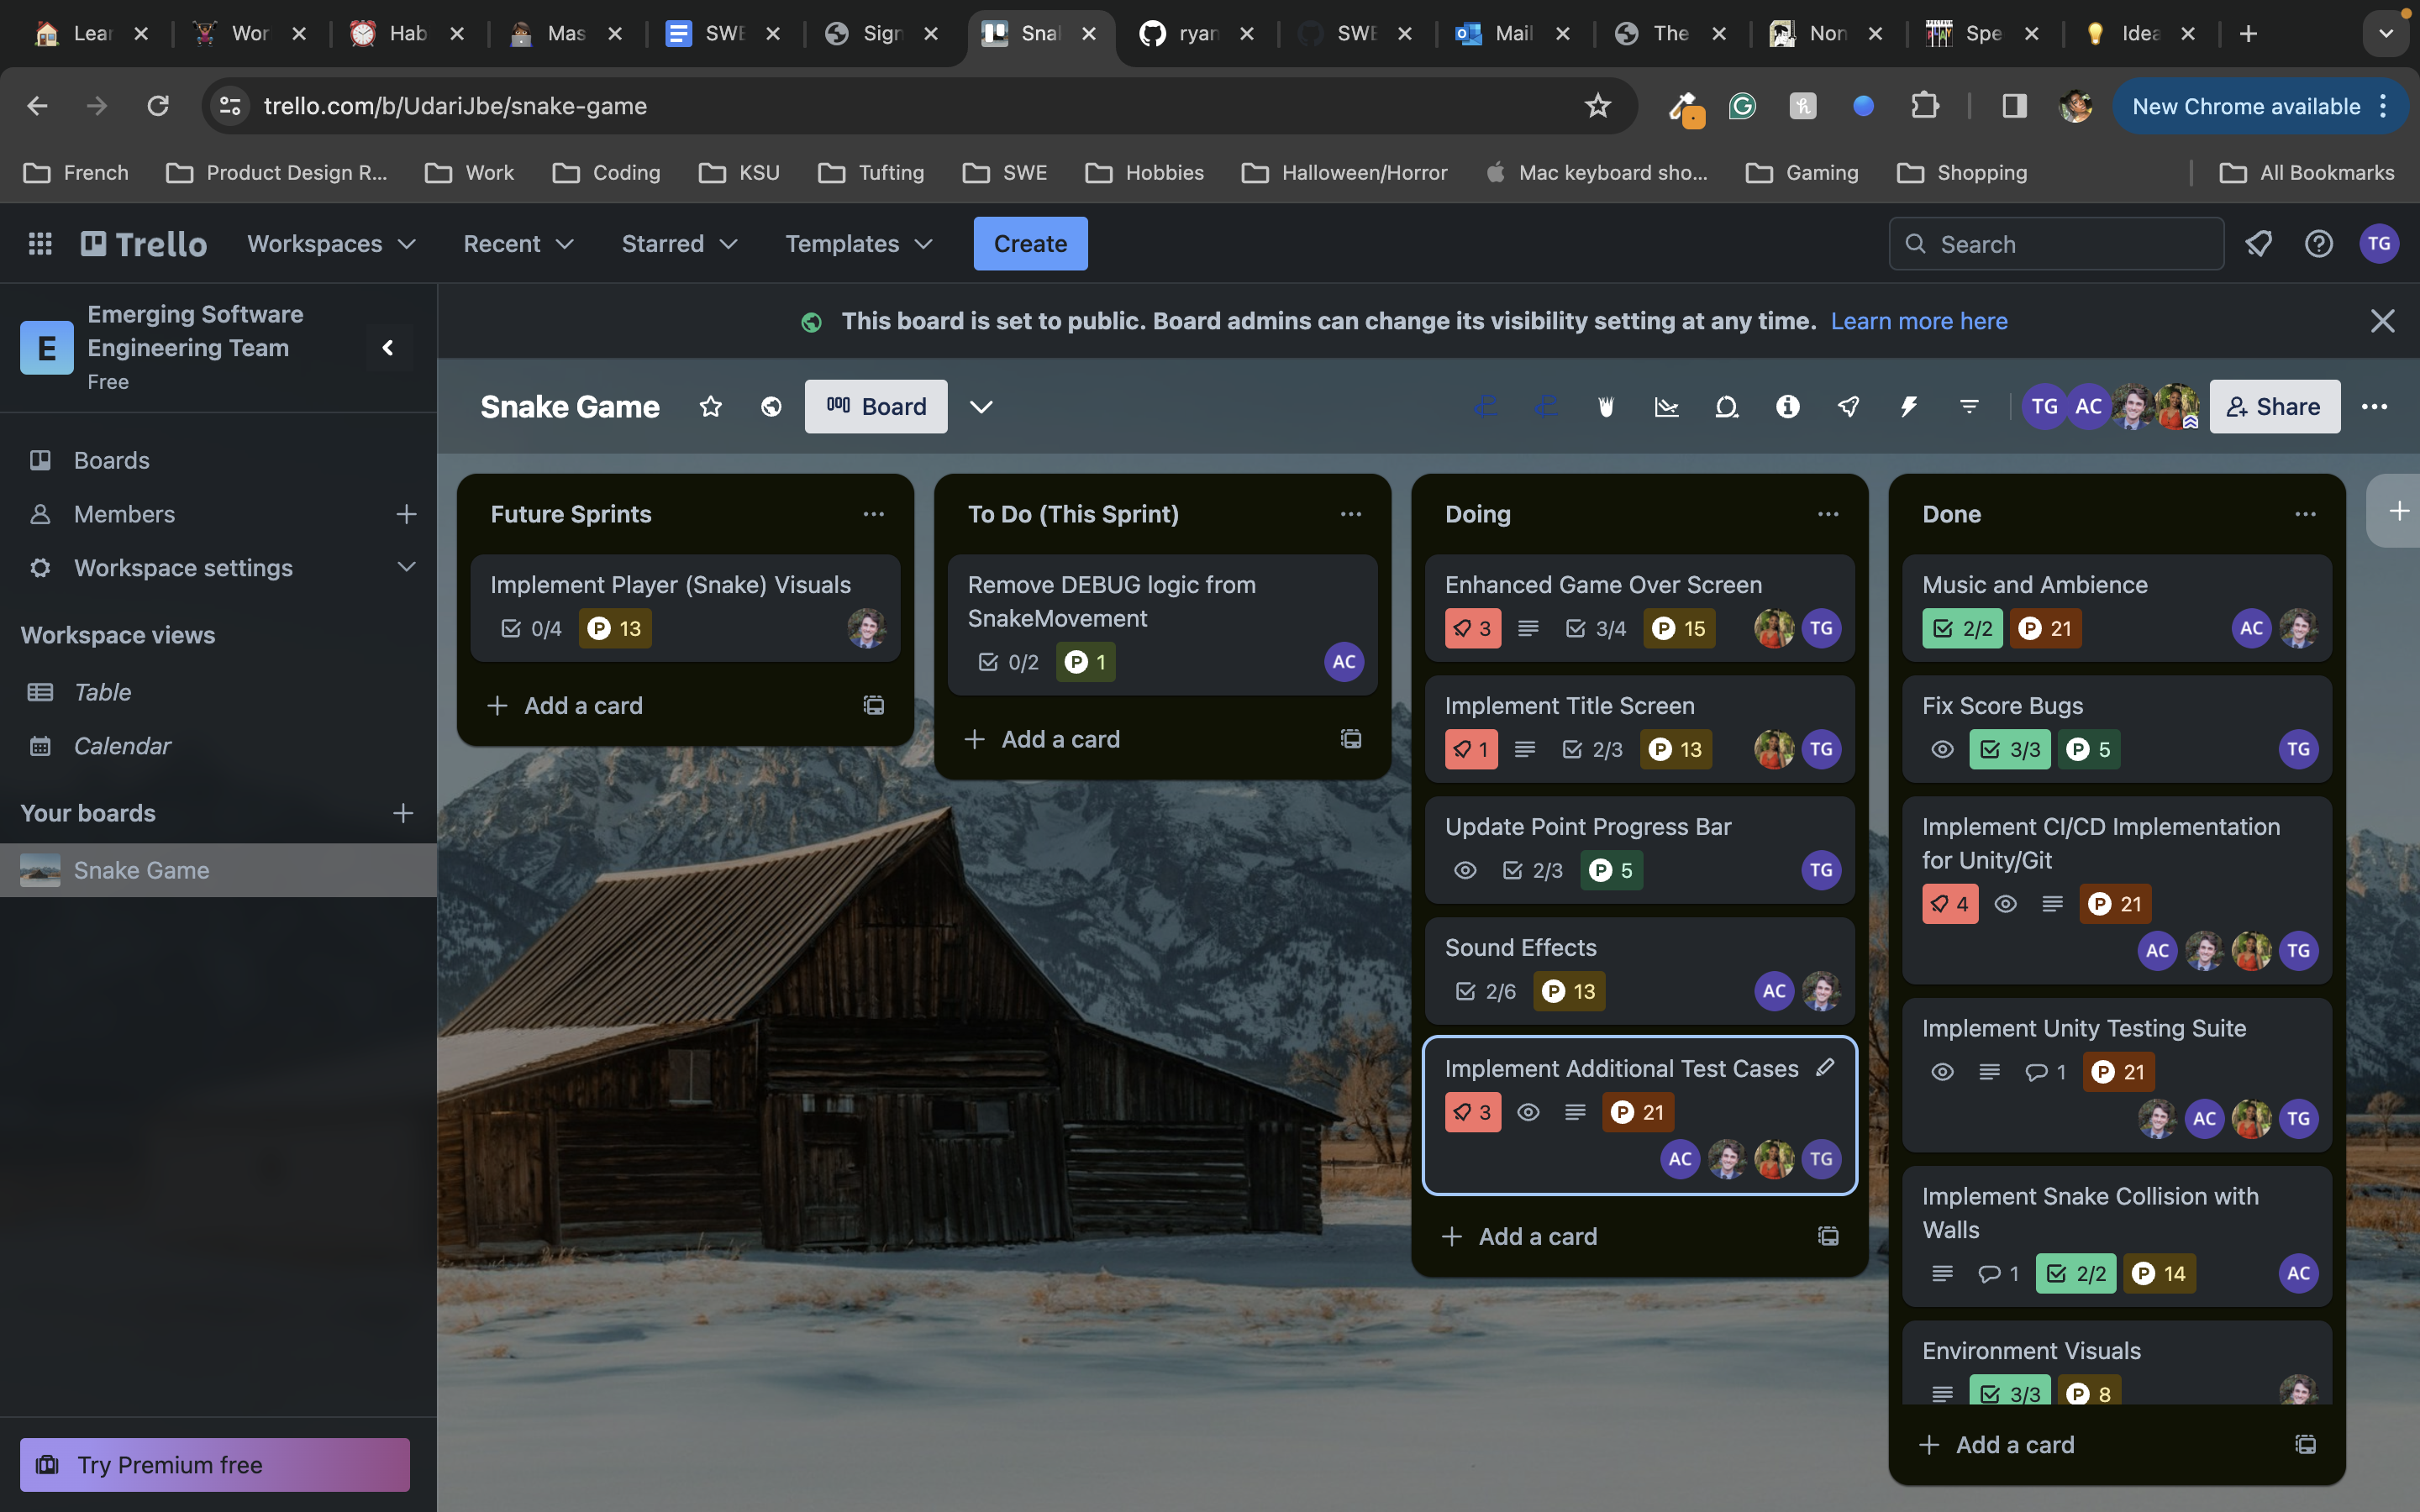 Lear
Wor
Hab
Mas
SWE
Sign
Snal
ryan
SWE
Mail
The
Non
Spe
Idea
trello.com/b/UdariJbe/snake-game
New Chrome available
French
Product Design R...
Work
Coding
KSU
Tufting
SWE
Hobbies
Halloween/Horror
Mac keyboard sho...
Gaming
Shopping
All Bookmarks
Trello
Workspaces
Recent
Starred
Templates
Create
Search
TG
E
Emerging Software
Engineering Team
Free
This board is set to public. Board admins can change its visibility setting at any time. Learn more here
Snake Game
Board
TG
AC
Share
Boards
Members
Workspace settings
Workspace views
Table
Calendar
Your boards
Snake Game
Try Premium free
Future Sprints
Implement Player (Snake) Visuals
0/4
P 13
Add a card
To Do (This Sprint)
Remove DEBUG logic from
SnakeMovement
0/2
P 1
AC
Add a card
Doing
Enhanced Game Over Screen
3
3/4
P 15
TG
Implement Title Screen
1
2/3
P 13
TG
Update Point Progress Bar
2/3
P 5
TG
Sound Effects
2/6
P 13
AC
Implement Additional Test Cases
3
P 21
AC
TG
Add a card
Done
Music and Ambience
2/2
P 21
AC
Fix Score Bugs
3/3
P 5
TG
Implement CI/CD Implementation
for Unity/Git
4
P 21
AC
TG
Implement Unity Testing Suite
1
P 21
AC
TG
Implement Snake Collision with
Walls
1
2/2
P 14
AC
Environment Visuals
3/3
P 8
Add a card